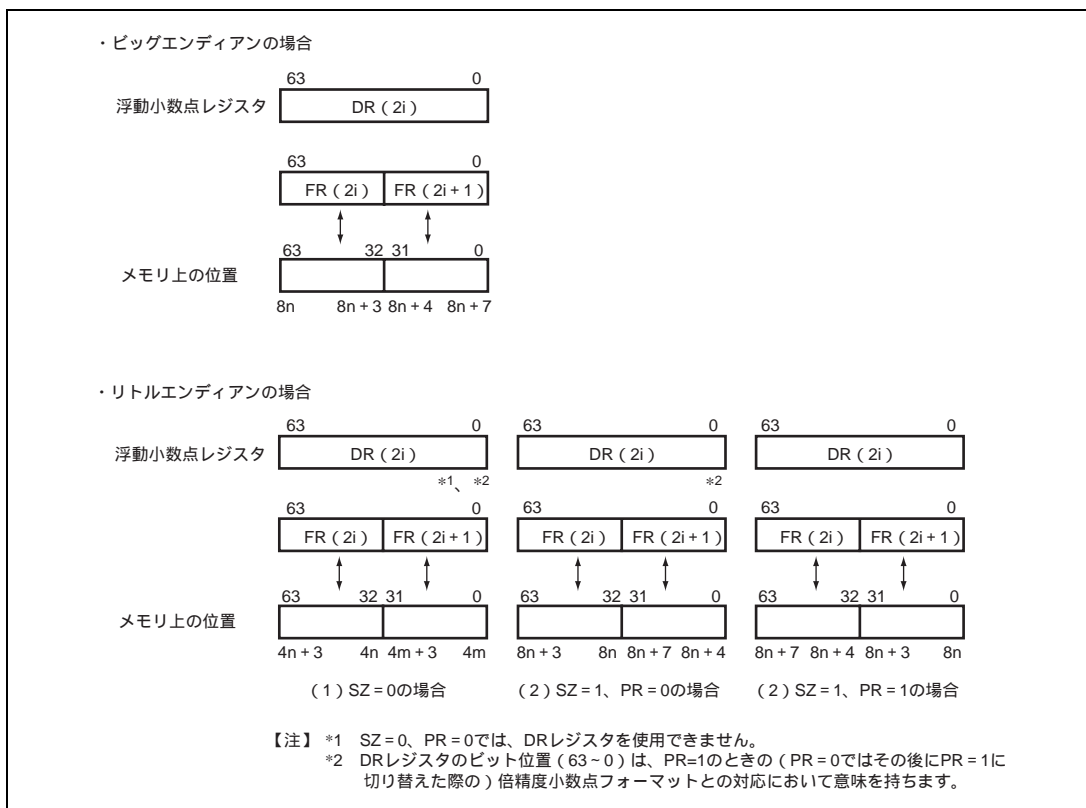 ・ビッグエンディアンの場合
63 0
浮動小数点レジスタ DR(2i)
63 0
FR(2i) FR(2i+1)
63 32 31 0
メモリ上の位置
8n 8n+3 8n+4 8n+7
・リトルエンディアンの場合
63 0 63 0 63 0
浮動小数点レジスタ DR(2i) DR(2i) DR(2i)
*1、*2 *2
63 0 63 0 63 0
FR(2i) FR(2i+1) FR(2i) FR(2i+1) FR(2i) FR(2i+1)
63 32 31 0 63 32 31 0 63 32 31 0
メモリ上の位置
4n+3 4n 4m+3 4m 8n+3 8n 8n+7 8n+4 8n+7 8n+4 8n+3 8n
(1)SZ=0の場合 (2)SZ=1、PR=0の場合 (2)SZ=1、PR=1の場合
【注】 *1 SZ=0、PR=0では、DRレジスタを使用できません。
*2 DRレジスタのビット位置(63~0)は、PR=1のときの(PR=0ではその後にPR=1に
切り替えた際の)倍精度小数点フォーマットとの対応において意味を持ちます。